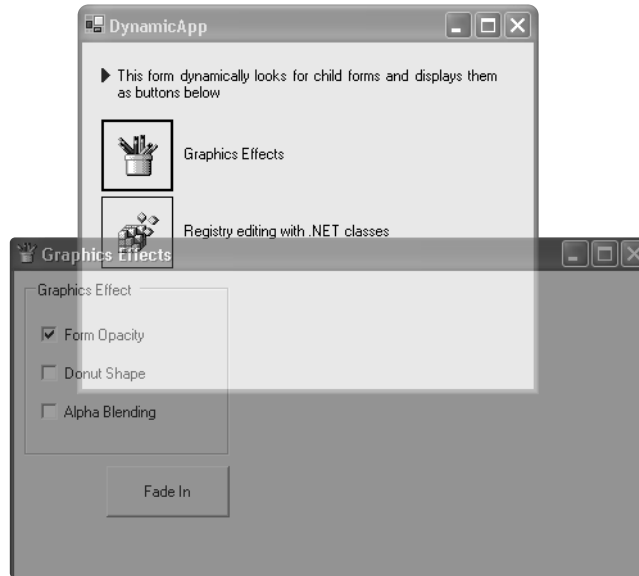 DynamicApp
This form dynamically looks for child forms and displays them
as buttons below
Graphics Effects
Registry editing with .NET classes
Graphics Effects
Graphics Effect
Form Opacity
Donut Shape
Alpha Blending
Fade In